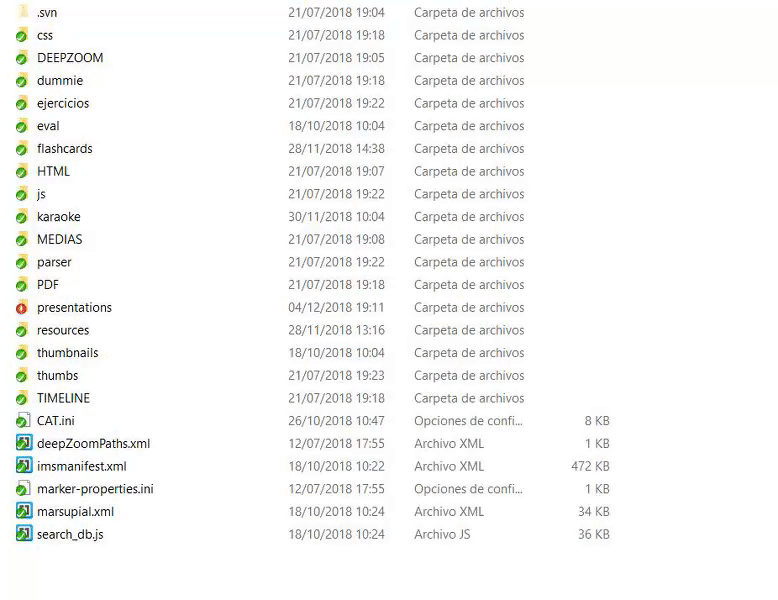 .svn 21/07/2018 19:04 Carpeta de archivos
css 21/07/2018 19:18 Carpeta de archivos
DEEPZOOM 21/07/2018 19:05 Carpeta de archivos
dummie 21/07/2018 19:18 Carpeta de archivos
ejercicios 21/07/2018 19:22 Carpeta de archivos
eval 18/10/2018 10:04 Carpeta de archivos
flashcards 28/11/2018 14:38 Carpeta de archivos
HTML 21/07/2018 19:07 Carpeta de archivos
js 21/07/2018 19:22 Carpeta de archivos
karaoke 30/11/2018 10:04 Carpeta de archivos
MEDIAS 21/07/2018 19:08 Carpeta de archivos
parser 21/07/2018 19:22 Carpeta de archivos
PDF 21/07/2018 19:18 Carpeta de archivos
presentations 04/12/2018 19:11 Carpeta de archivos
resources 28/11/2018 13:16 Carpeta de archivos
thumbnails 18/10/2018 10:04 Carpeta de archivos
thumbs 21/07/2018 19:23 Carpeta de archivos
TIMELINE 21/07/2018 19:18 Carpeta de archivos
CAT.ini 26/10/2018 10:47 Opciones de confi... 8 KB
deepZoomPaths.xml 12/07/2018 17:55 Archivo XML 1 KB
imsmanifest.xml 18/10/2018 10:22 Archivo XML 472 KB
marker-properties.ini 12/07/2018 17:55 Opciones de confi... 1 KB
marsupial.xml 18/10/2018 10:24 Archivo XML 34 KB
search_db.js 18/10/2018 10:24 Archivo JS 36 KB